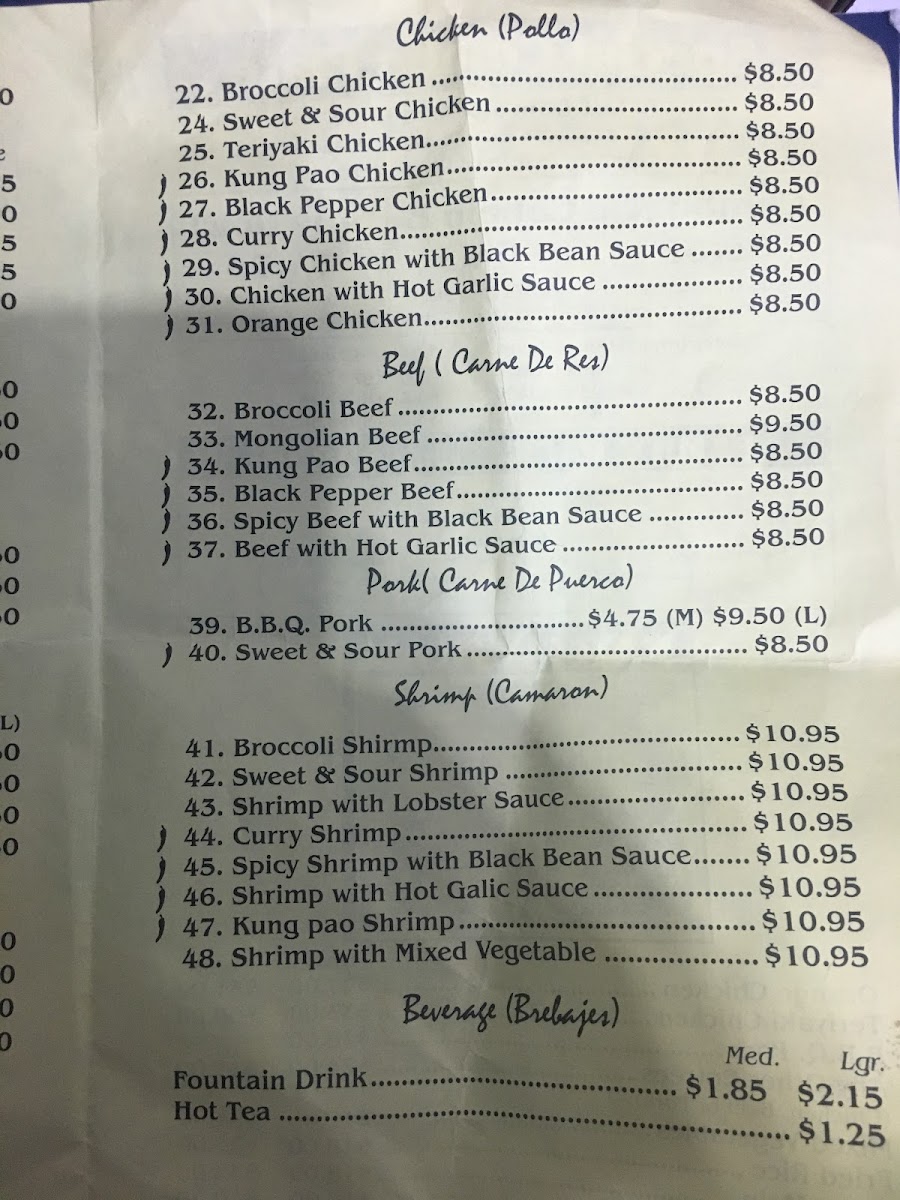 Chicken (Pollo)
22. Broccoli Chicken ........................................ $8.50
24. Sweet & Sour Chicken ................................ $8.50
25. Teriyaki Chicken......................................... $8.50
26. Kung Pao Chicken....................................... $8.50
27. Black Pepper Chicken................................. $8.50
28. Curry Chicken............................................ $8.50
29. Spicy Chicken with Black Bean Sauce ....... $8.50
30. Chicken with Hot Garlic Sauce .................. $8.50
31. Orange Chicken.......................................... $8.50
Beef ( Carne De Res)
32. Broccoli Beef ............................................. $8.50
33. Mongolian Beef ......................................... $9.50
34. Kung Pao Beef........................................... $8.50
35. Black Pepper Beef...................................... $8.50
36. Spicy Beef with Black Bean Sauce ............ $8.50
37. Beef with Hot Garlic Sauce ....................... $8.50
Pork( Carne De Puerco)
39. B.B.Q. Pork ............................$4.75 (M) $9.50 (L)
40. Sweet & Sour Pork ..................................... $8.50
Shrimp (Camaron)
41. Broccoli Shirmp......................................... $10.95
42. Sweet & Sour Shrimp ............................... $10.95
43. Shrimp with Lobster Sauce....................... $10.95
44. Curry Shrimp............................................. $10.95
45. Spicy Shrimp with Black Bean Sauce....... $10.95
46. Shrimp with Hot Galic Sauce .................... $10.95
47. Kung pao Shrimp....................................... $10.95
48. Shrimp with Mixed Vegetable ................... $10.95
Beverage (Brebajes)
Med. Lgr.
Fountain Drink......................................... $1.85 $2.15
Hot Tea .................................................................. $1.25